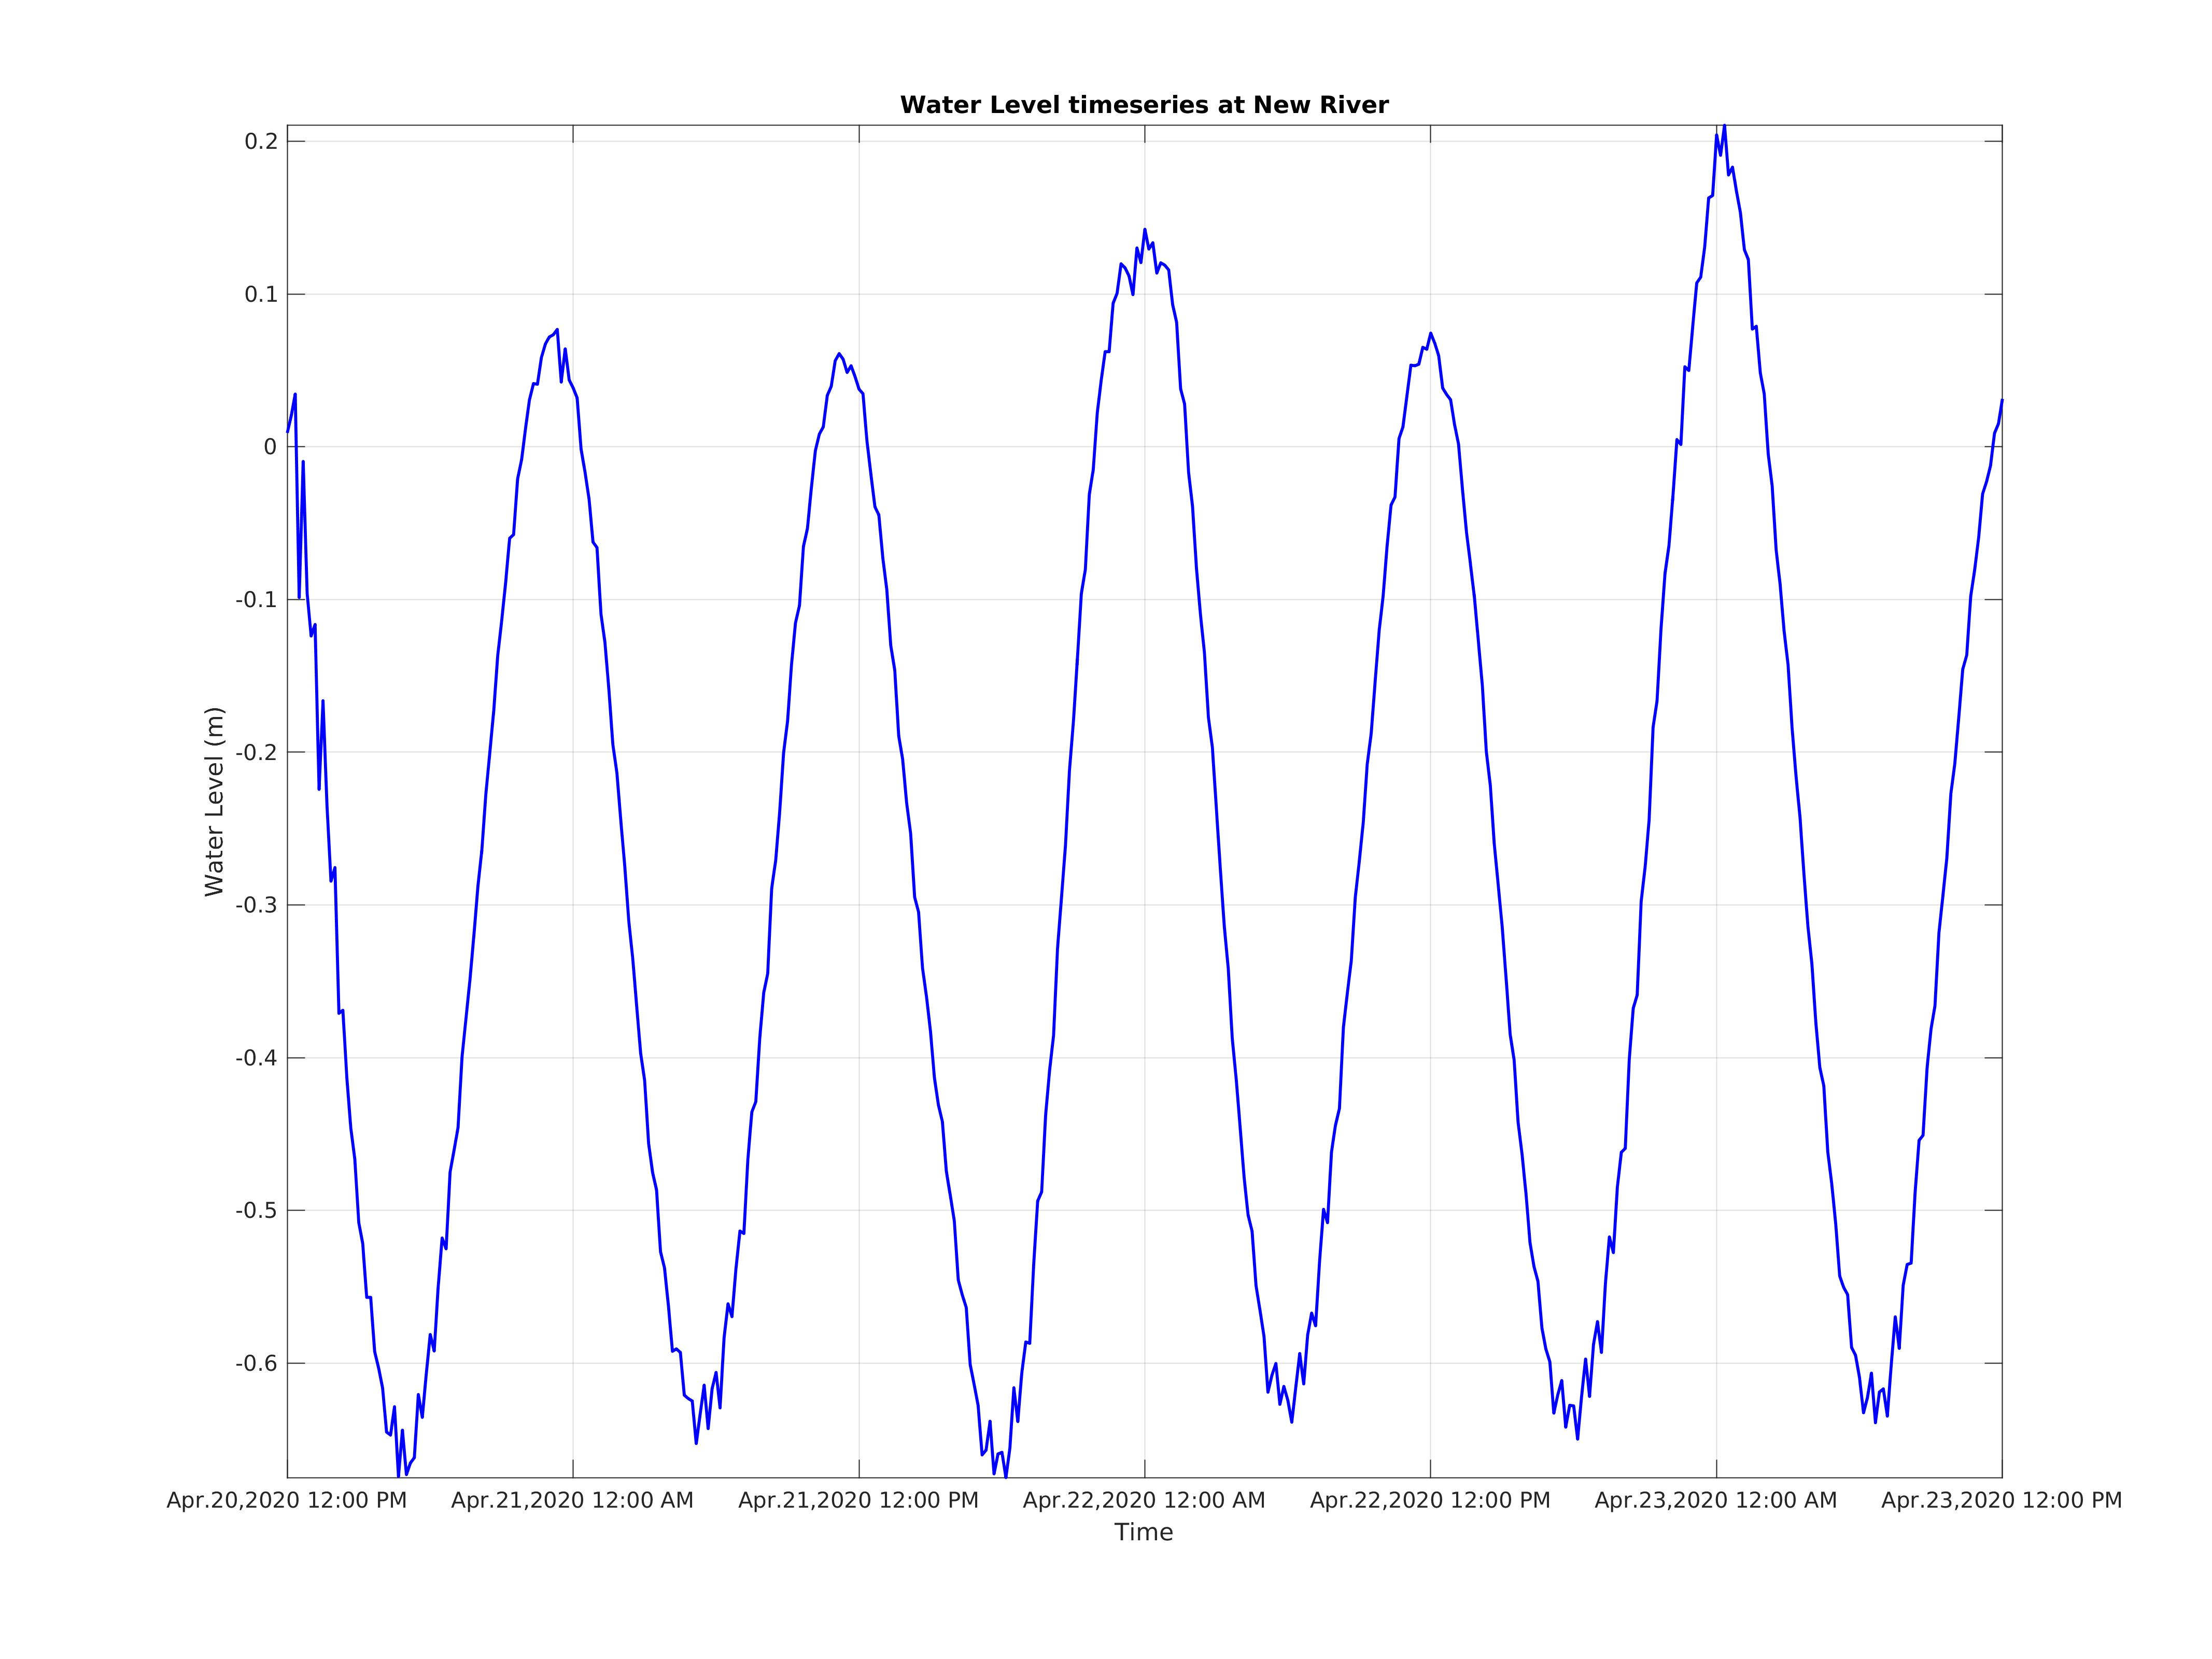 Water Level timeseries at New River
0.2
0.1
0
-0.1
-0.2
-0.3
-0.4
-0.5
-0.6
Water Level (m)
Apr.20,2020 12:00 PM
Apr.21,2020 12:00 AM
Apr.21,2020 12:00 PM
Apr.22,2020 12:00 AM
Apr.22,2020 12:00 PM
Apr.23,2020 12:00 AM
Apr.23,2020 12:00 PM
Time